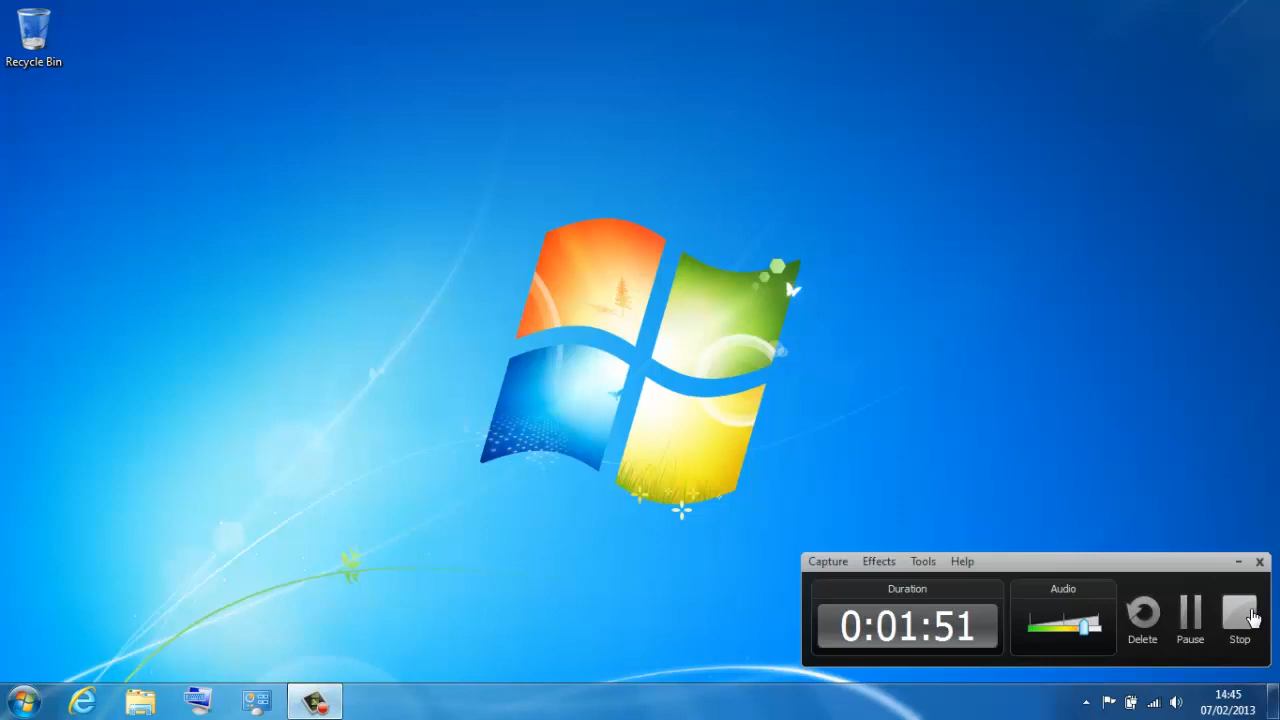 Recycle Bin
Capture Effects Tools Help
Duration
Audio
0:01:51
Delete
Pause
Stop
14:45
07/02/2013